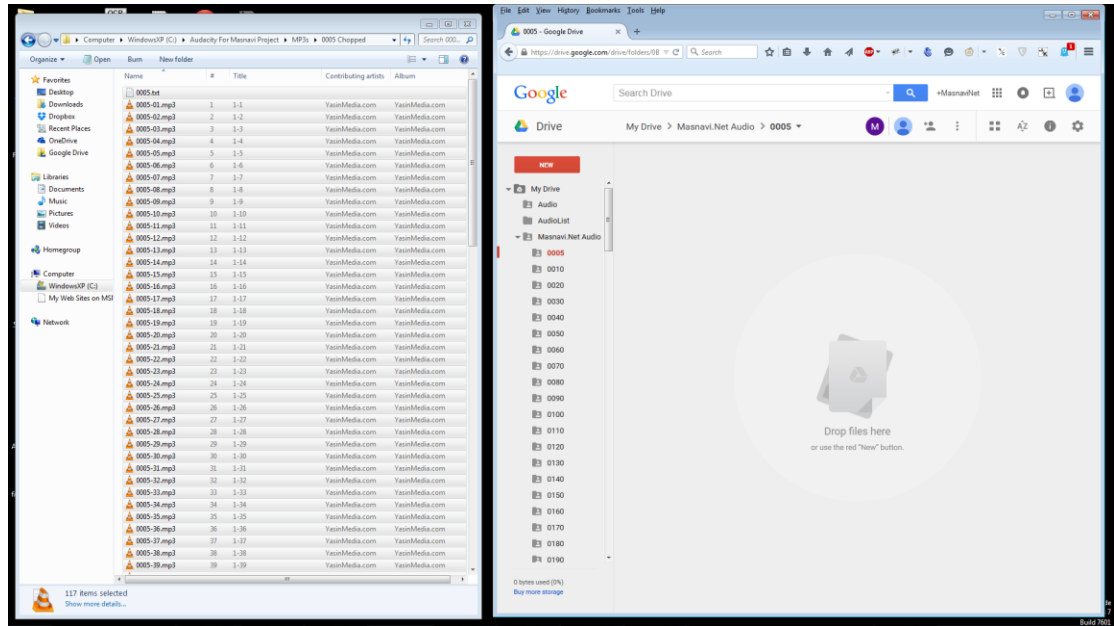 OCR
Computer ▸ WindowsXP (C:) ▸ Audacity For Masnavi Project ▸ MP3s ▸ 0005 Chopped
Search 000...
Organize Open Burn New folder
Name # Title Contributing artists Album
Favorites
Desktop
Downloads
Dropbox
Recent Places
OneDrive
Google Drive
Libraries
Documents
Music
Pictures
Videos
Homegroup
Computer
WindowsXP (C:)
My Web Sites on MSI
Network
0005.txt
0005-01.mp3 1 1-1 YasinMedia.com YasinMedia.com
0005-02.mp3 2 1-2 YasinMedia.com YasinMedia.com
0005-03.mp3 3 1-3 YasinMedia.com YasinMedia.com
0005-04.mp3 4 1-4 YasinMedia.com YasinMedia.com
0005-05.mp3 5 1-5 YasinMedia.com YasinMedia.com
0005-06.mp3 6 1-6 YasinMedia.com YasinMedia.com
0005-07.mp3 7 1-7 YasinMedia.com YasinMedia.com
0005-08.mp3 8 1-8 YasinMedia.com YasinMedia.com
0005-09.mp3 9 1-9 YasinMedia.com YasinMedia.com
0005-10.mp3 10 1-10 YasinMedia.com YasinMedia.com
0005-11.mp3 11 1-11 YasinMedia.com YasinMedia.com
0005-12.mp3 12 1-12 YasinMedia.com YasinMedia.com
0005-13.mp3 13 1-13 YasinMedia.com YasinMedia.com
0005-14.mp3 14 1-14 YasinMedia.com YasinMedia.com
0005-15.mp3 15 1-15 YasinMedia.com YasinMedia.com
0005-16.mp3 16 1-16 YasinMedia.com YasinMedia.com
0005-17.mp3 17 1-17 YasinMedia.com YasinMedia.com
0005-18.mp3 18 1-18 YasinMedia.com YasinMedia.com
0005-19.mp3 19 1-19 YasinMedia.com YasinMedia.com
0005-20.mp3 20 1-20 YasinMedia.com YasinMedia.com
0005-21.mp3 21 1-21 YasinMedia.com YasinMedia.com
0005-22.mp3 22 1-22 YasinMedia.com YasinMedia.com
0005-23.mp3 23 1-23 YasinMedia.com YasinMedia.com
0005-24.mp3 24 1-24 YasinMedia.com YasinMedia.com
0005-25.mp3 25 1-25 YasinMedia.com YasinMedia.com
0005-26.mp3 26 1-26 YasinMedia.com YasinMedia.com
0005-27.mp3 27 1-27 YasinMedia.com YasinMedia.com
0005-28.mp3 28 1-28 YasinMedia.com YasinMedia.com
0005-29.mp3 29 1-29 YasinMedia.com YasinMedia.com
0005-30.mp3 30 1-30 YasinMedia.com YasinMedia.com
0005-31.mp3 31 1-31 YasinMedia.com YasinMedia.com
0005-32.mp3 32 1-32 YasinMedia.com YasinMedia.com
0005-33.mp3 33 1-33 YasinMedia.com YasinMedia.com
0005-34.mp3 34 1-34 YasinMedia.com YasinMedia.com
0005-35.mp3 35 1-35 YasinMedia.com YasinMedia.com
0005-36.mp3 36 1-36 YasinMedia.com YasinMedia.com
0005-37.mp3 37 1-37 YasinMedia.com YasinMedia.com
0005-38.mp3 38 1-38 YasinMedia.com YasinMedia.com
0005-39.mp3 39 1-39 YasinMedia.com YasinMedia.com
117 items selected
Show more details...
File Edit View History Bookmarks Tools Help
0005 - Google Drive × +
https://drive.google.com/drive/folders/0B
Search
ABP
1
Google
Search Drive
+MasnaviNet
Drive
My Drive > Masnavi.Net Audio > 0005
M
AZ
NEW
My Drive
Audio
AudioList
Masnavi.Net Audio
0005
0010
0020
0030
0040
0050
0060
0070
0080
0090
0100
0110
0120
0130
0140
0150
0160
0170
0180
0190
Drop files here
or use the red "New" button.
0 bytes used (0%)
Buy more storage
7
Build 7601